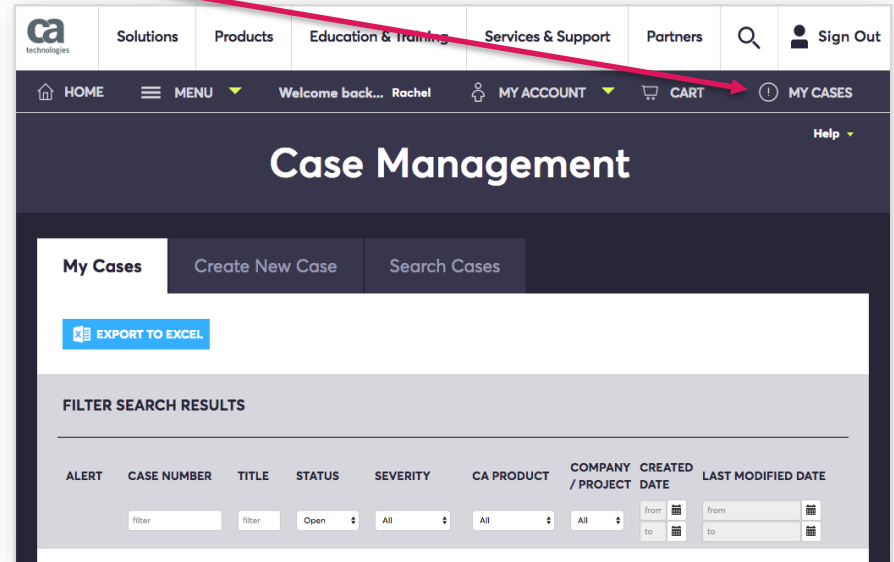 ca
technologies
Solutions Products Education & Training Services & Support Partners Sign Out
HOME MENU Welcome back... Rachel MY ACCOUNT CART MY CASES
Help
Case Management
My Cases Create New Case Search Cases
EXPORT TO EXCEL
FILTER SEARCH RESULTS
ALERT CASE NUMBER TITLE STATUS SEVERITY CA PRODUCT COMPANY / PROJECT CREATED DATE LAST MODIFIED DATE
filter filter Open All All All from from
to to